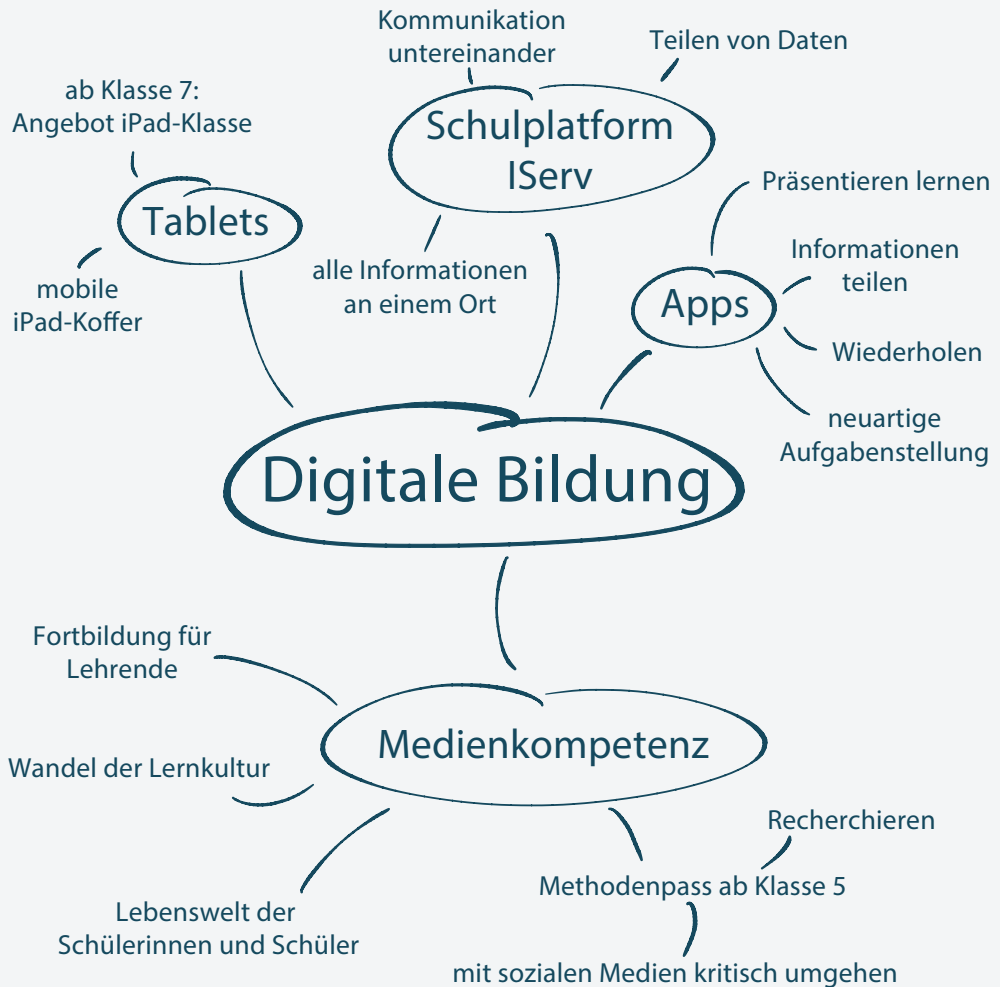 Kommunikation
untereinander
Teilen von Daten
ab Klasse 7:
Angebot iPad-Klasse
Schulplatform
IServ
Präsentieren lernen
Tablets
Informationen
teilen
alle Informationen
an einem Ort
mobile
iPad-Koffer
Apps
Wiederholen
neuartige
Aufgabenstellung
Digitale Bildung
Fortbildung für
Lehrende
Medienkompetenz
Wandel der Lernkultur
Recherchieren
Methodenpass ab Klasse 5
Lebenswelt der
Schülerinnen und Schüler
mit sozialen Medien kritisch umgehen